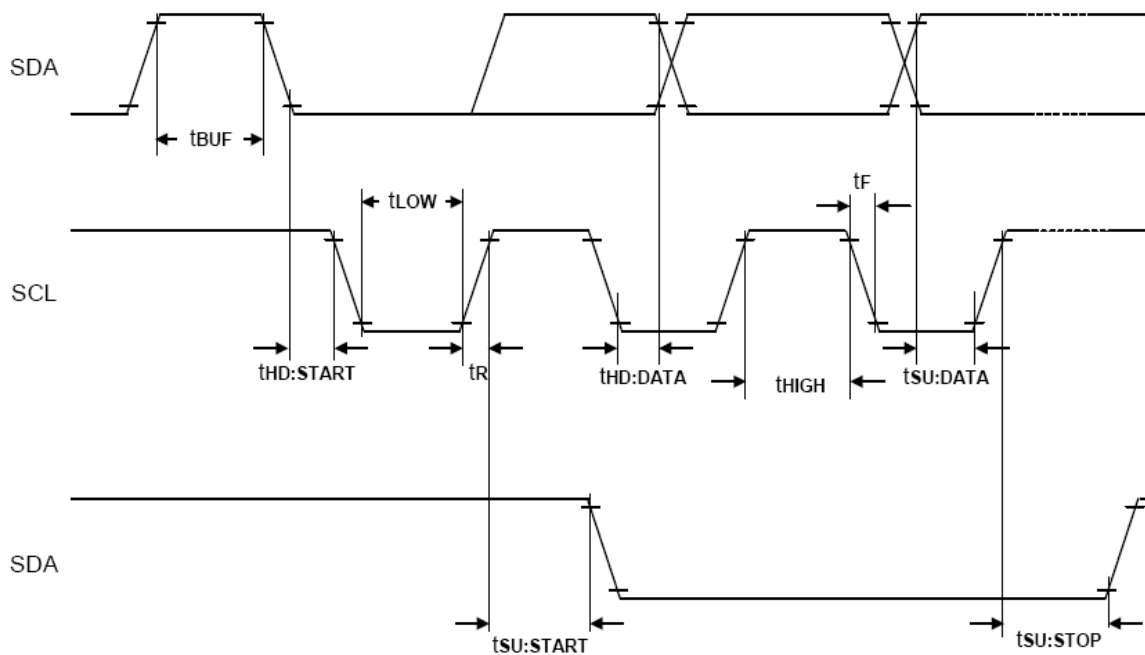 SDA
tBUF
tLOW
tF
SCL
tHD:START
tR
tHD:DATA
tHIGH
tSU:DATA
SDA
tSU:START
tSU:STOP